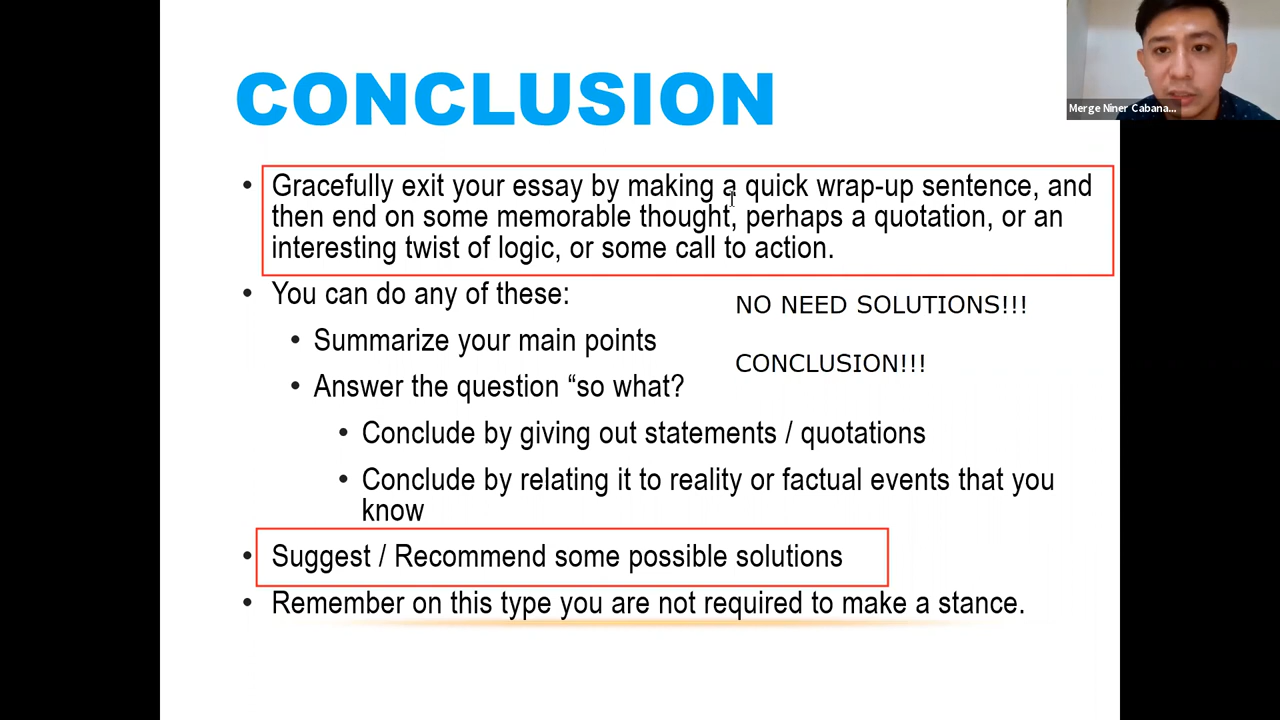 CONCLUSION
Merge Niner Cabana...
• Gracefully exit your essay by making a quick wrap-up sentence, and
then end on some memorable thought, perhaps a quotation, or an
interesting twist of logic, or some call to action.
• You can do any of these:
NO NEED SOLUTIONS!!!
• Summarize your main points
CONCLUSION!!!
• Answer the question “so what?
• Conclude by giving out statements / quotations
• Conclude by relating it to reality or factual events that you
know
• Suggest / Recommend some possible solutions
• Remember on this type you are not required to make a stance.